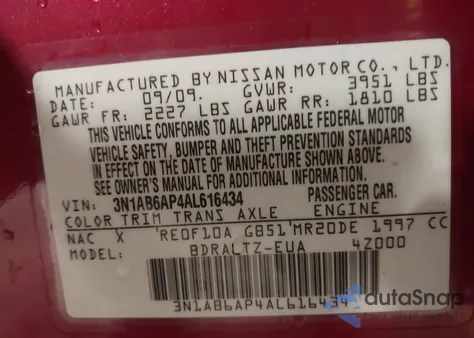 MANUFACTURED BY NISSAN MOTOR CO., LTD.
DATE: 09/09. GVWR: 3951 LBS
GAWR FR: 2227 LBS GAWR RR: 1810 LBS
THIS VEHICLE CONFORMS TO ALL APPLICABLE FEDERAL MOTOR
VEHICLE SAFETY, BUMPER AND THEFT PREVENTION STANDARDS
IN EFFECT ON THE DATE OF MANUFACTURE SHOWN ABOVE.
SEE OWNER'S MANUAL FOR ADDITIONAL INFORMATION.
VIN: 3N1AB6AP4AL616434 PASSENGER CAR.
COLOR TRIM TRANS AXLE ENGINE
NAC X 'RE0F10A GB51'MR20DE 1997 CC
MODEL: BDRALTZ-EUA 4Z000
3N1AB6AP4AL616434
dutaSnap